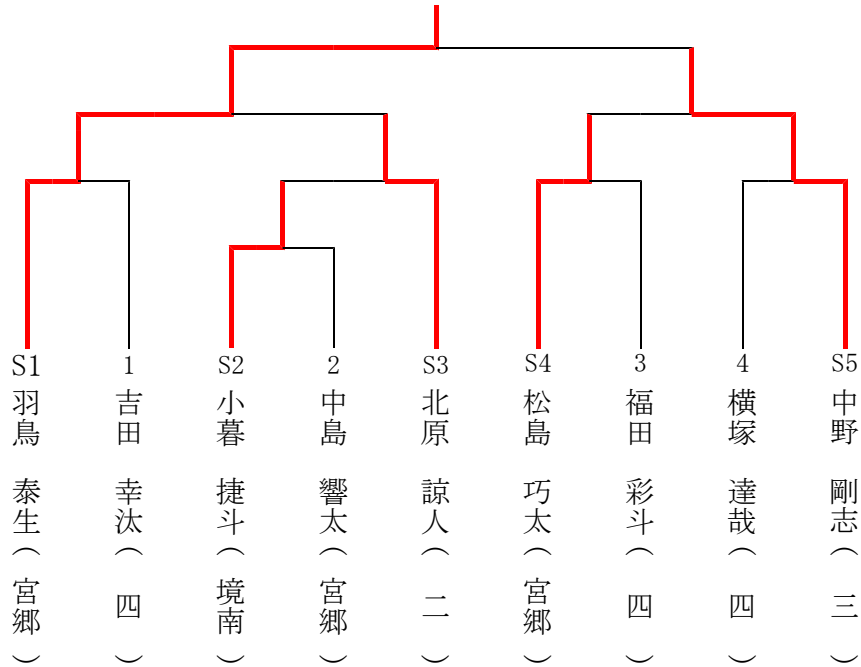 S1 羽鳥 泰生(宮郷)
1 吉田 幸汰(四)
S2 小暮 捷斗(境南)
2 中島 響太(宮郷)
S3 北原 諒人(二)
S4 松島 巧太(宮郷)
3 福田 彩斗(四)
4 横塚 達哉(四)
S5 中野 剛志(三)